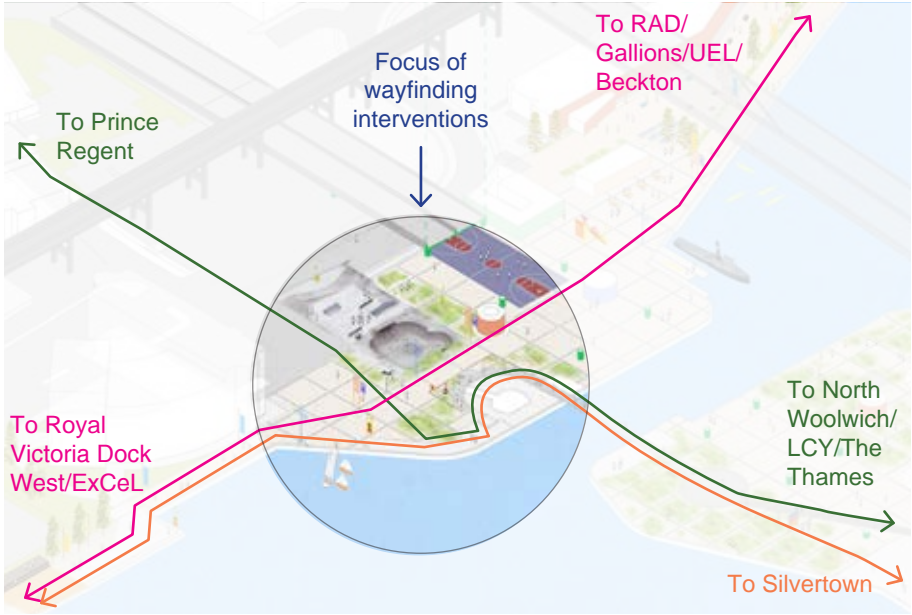 To RAD/
Gallions/UEL/
Beckton
Focus of
wayfinding
interventions
To Prince
Regent
To Royal
Victoria Dock
West/ExCeL
To North
Woolwich/
LCY/The
Thames
To Silvertown